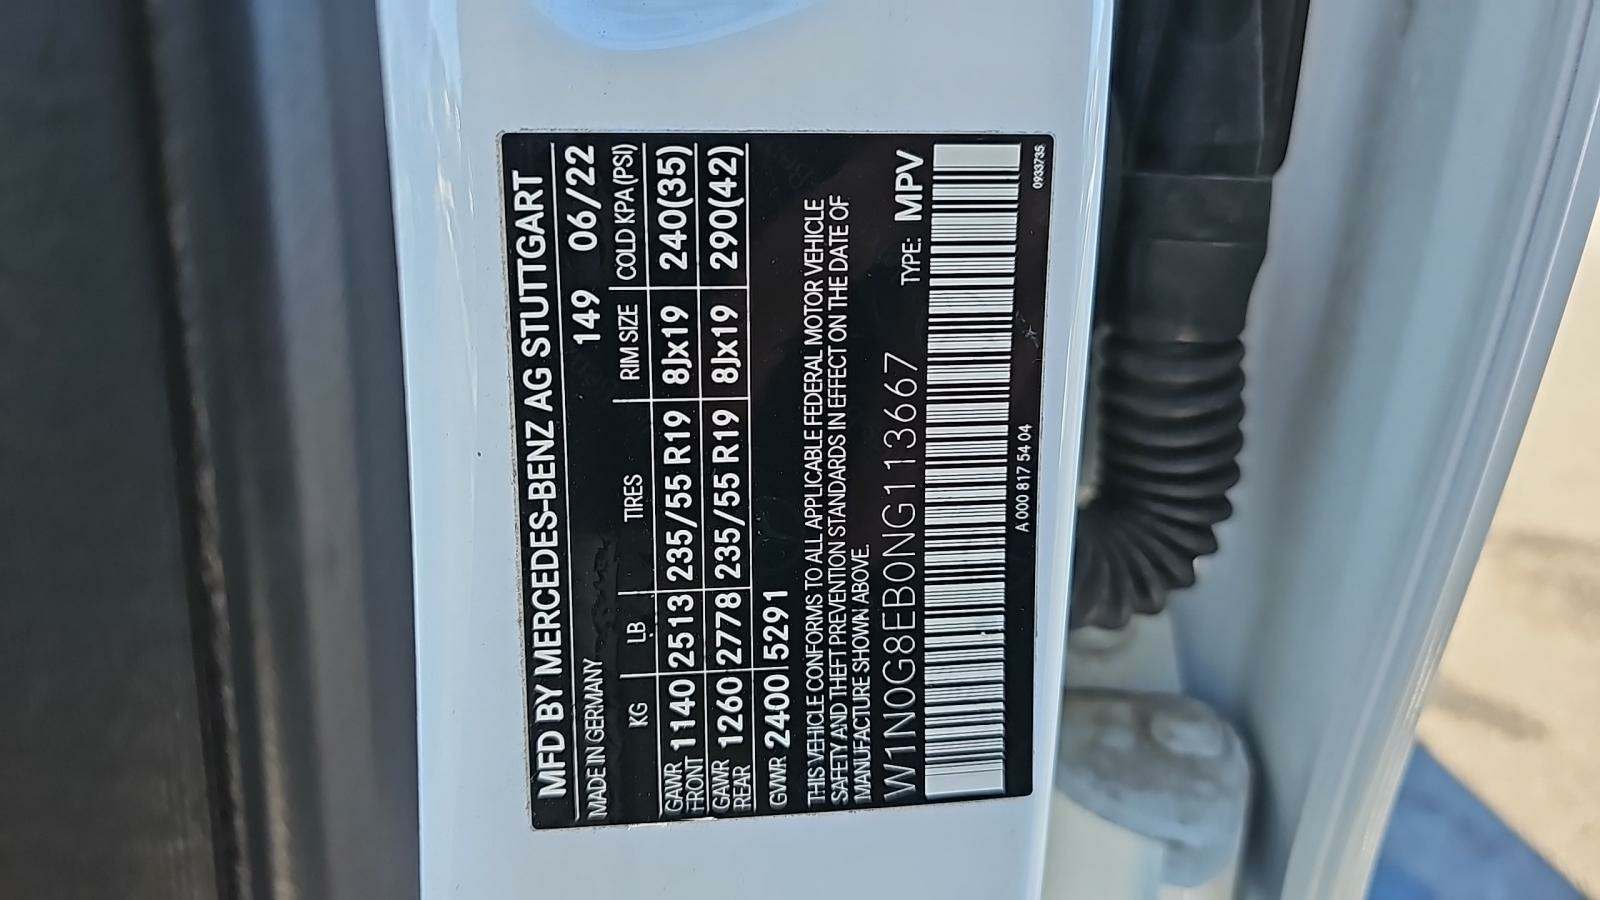 MFD BY MERCEDES-BENZ AG STUTTGART
MADE IN GERMANY 149 06/22
KG LB TIRES RIM SIZE COLD KPA (PSI)
GAWR FRONT 1140 2513 235/55 R19 8Jx19 240(35)
GAWR REAR 1260 2778 235/55 R19 8Jx19 290(42)
GVWR 2400 5291
THIS VEHICLE CONFORMS TO ALL APPLICABLE FEDERAL MOTOR VEHICLE
SAFETY AND THEFT PREVENTION STANDARDS IN EFFECT ON THE DATE OF
MANUFACTURE SHOWN ABOVE.
W1N0G8EB0NG113667 TYPE: MPV
A 000 817 54 04
0933735